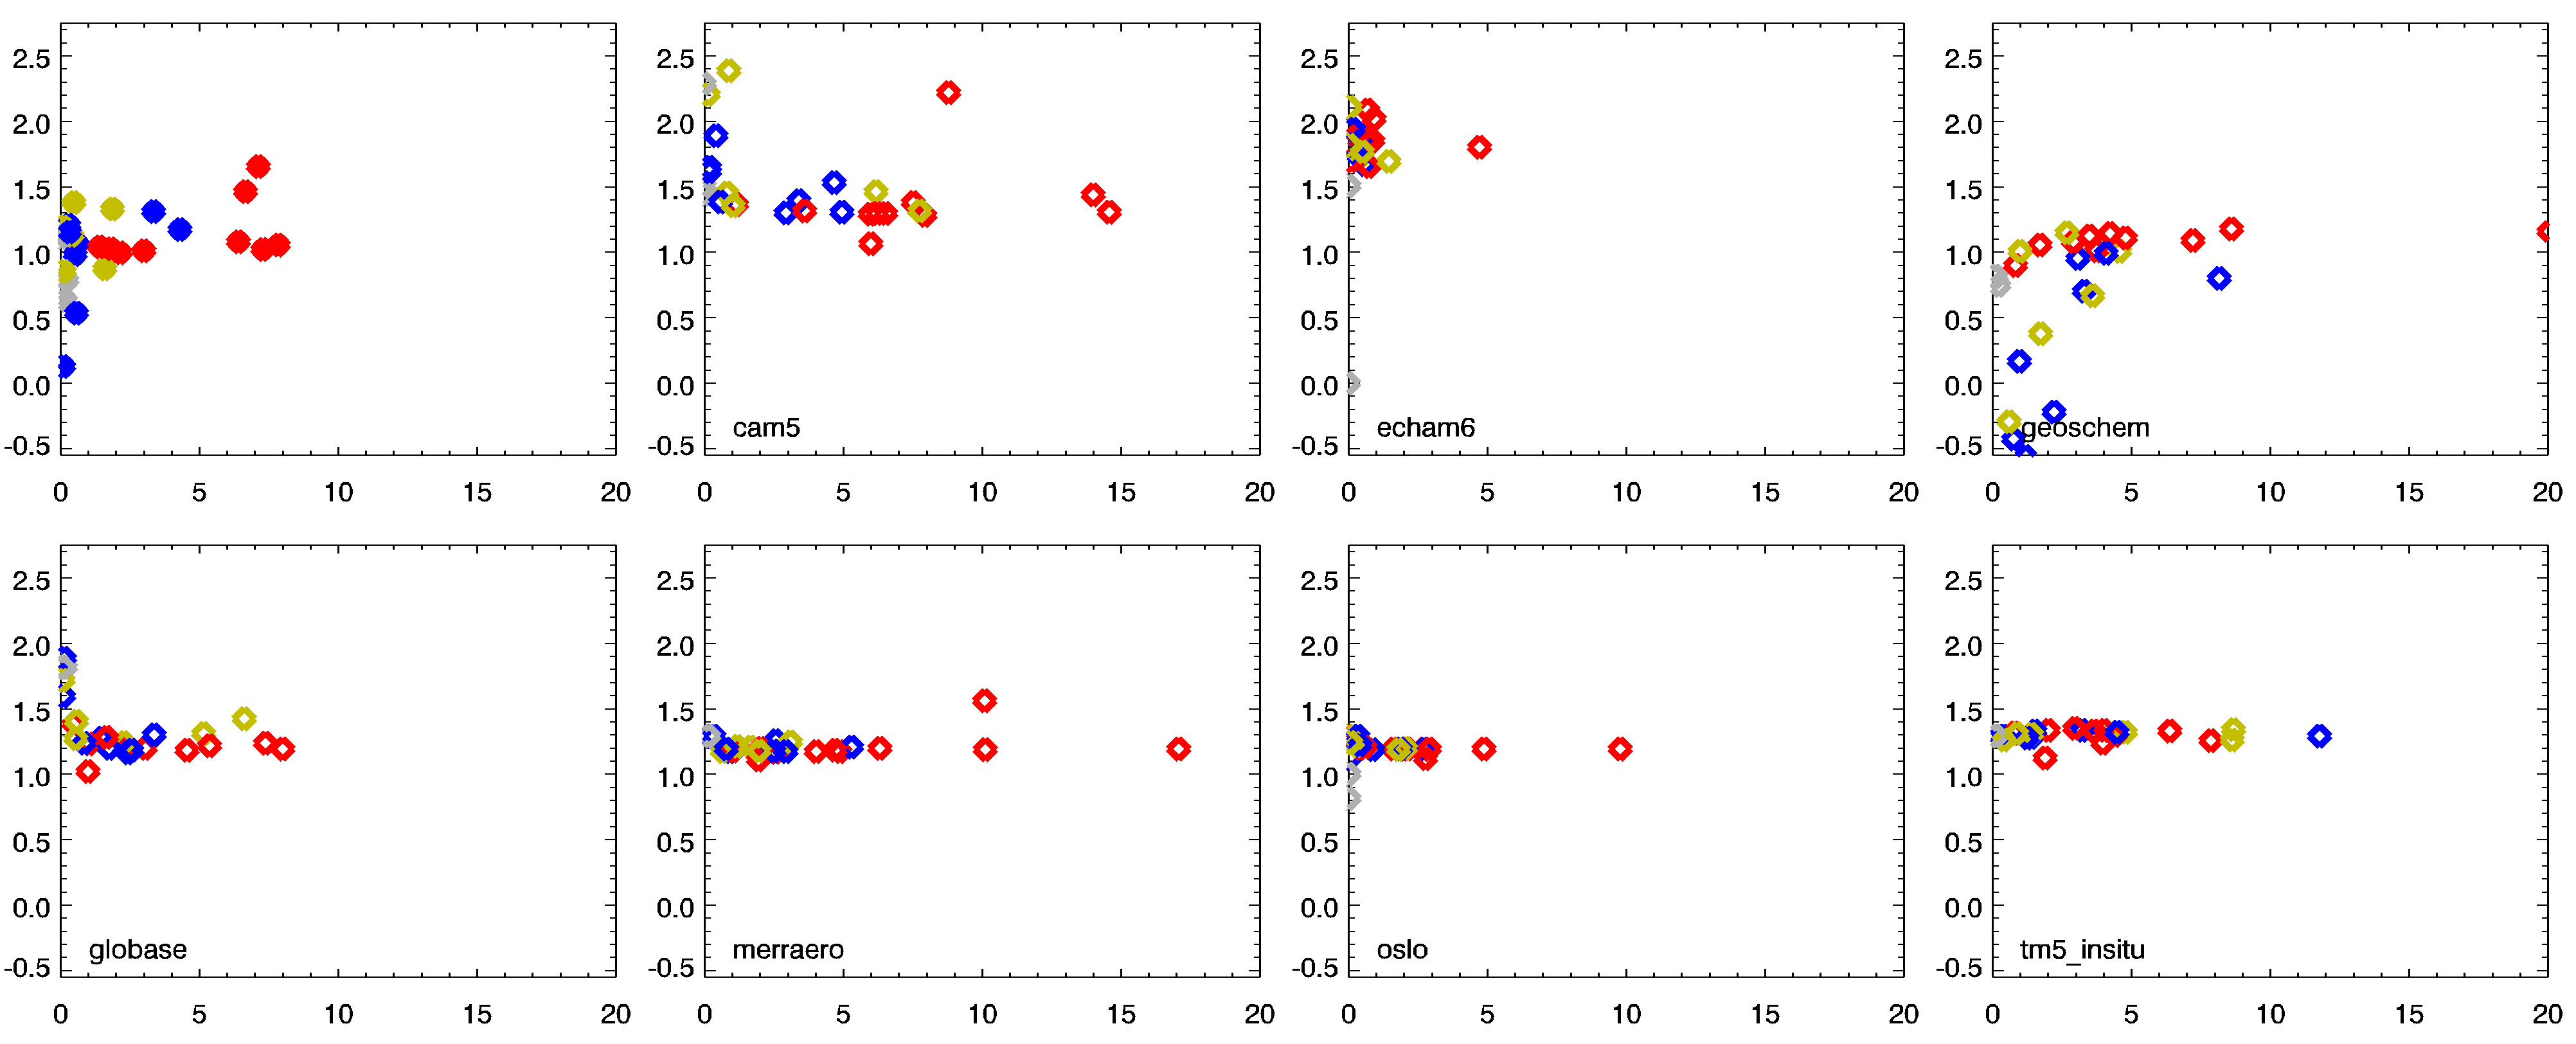 2.5 2.5 2.5 2.5
2.0 2.0 2.0 2.0
1.5 1.5 1.5 1.5
1.0 1.0 1.0 1.0
0.5 0.5 0.5 0.5
0.0 0.0 0.0 0.0
cam5 echam6 geoschem
-0.5 -0.5 -0.5 -0.5
0 5 10 15 20 0 5 10 15 20 0 5 10 15 20 0 5 10 15 20
2.5 2.5 2.5 2.5
2.0 2.0 2.0 2.0
1.5 1.5 1.5 1.5
1.0 1.0 1.0 1.0
0.5 0.5 0.5 0.5
0.0 0.0 0.0 0.0
globase merraero oslo tm5_insitu
-0.5 -0.5 -0.5 -0.5
0 5 10 15 20 0 5 10 15 20 0 5 10 15 20 0 5 10 15 20